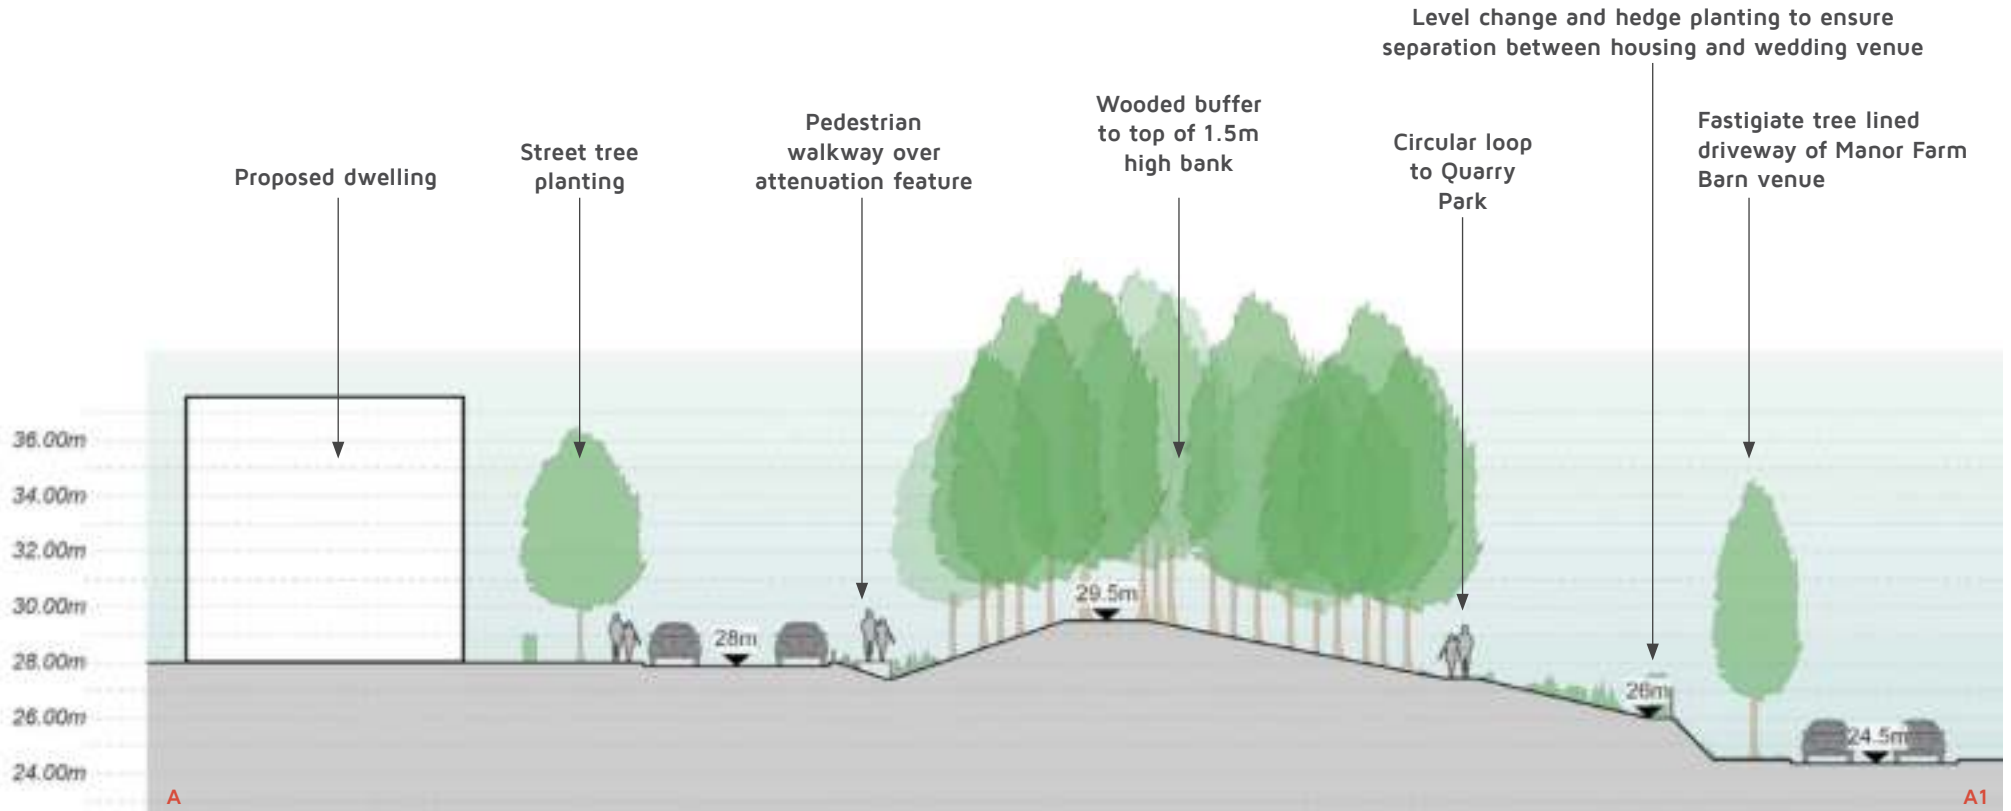 Level change and hedge planting to ensure
separation between housing and wedding venue
Proposed dwelling
Street tree
planting
Pedestrian
walkway over
attenuation feature
Wooded buffer
to top of 1.5m
high bank
Circular loop
to Quarry
Park
Fastigiate tree lined
driveway of Manor Farm
Barn venue
36.00m
34.00m
32.00m
30.00m
28.00m
26.00m
24.00m
28m
29.5m
26m
24.5m
A
A1